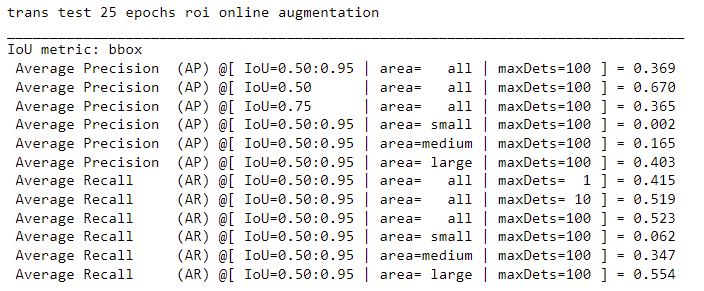 trans test 25 epochs roi online augmentation
IoU metric: bbox
Average Precision  (AP) @[ IoU=0.50:0.95 | area=   all | maxDets=100 ] = 0.369
Average Precision  (AP) @[ IoU=0.50      | area=   all | maxDets=100 ] = 0.670
Average Precision  (AP) @[ IoU=0.75      | area=   all | maxDets=100 ] = 0.365
Average Precision  (AP) @[ IoU=0.50:0.95 | area= small | maxDets=100 ] = 0.002
Average Precision  (AP) @[ IoU=0.50:0.95 | area=medium | maxDets=100 ] = 0.165
Average Precision  (AP) @[ IoU=0.50:0.95 | area= large | maxDets=100 ] = 0.403
Average Recall     (AR) @[ IoU=0.50:0.95 | area=   all | maxDets=  1 ] = 0.415
Average Recall     (AR) @[ IoU=0.50:0.95 | area=   all | maxDets= 10 ] = 0.519
Average Recall     (AR) @[ IoU=0.50:0.95 | area=   all | maxDets=100 ] = 0.523
Average Recall     (AR) @[ IoU=0.50:0.95 | area= small | maxDets=100 ] = 0.062
Average Recall     (AR) @[ IoU=0.50:0.95 | area=medium | maxDets=100 ] = 0.347
Average Recall     (AR) @[ IoU=0.50:0.95 | area= large | maxDets=100 ] = 0.554